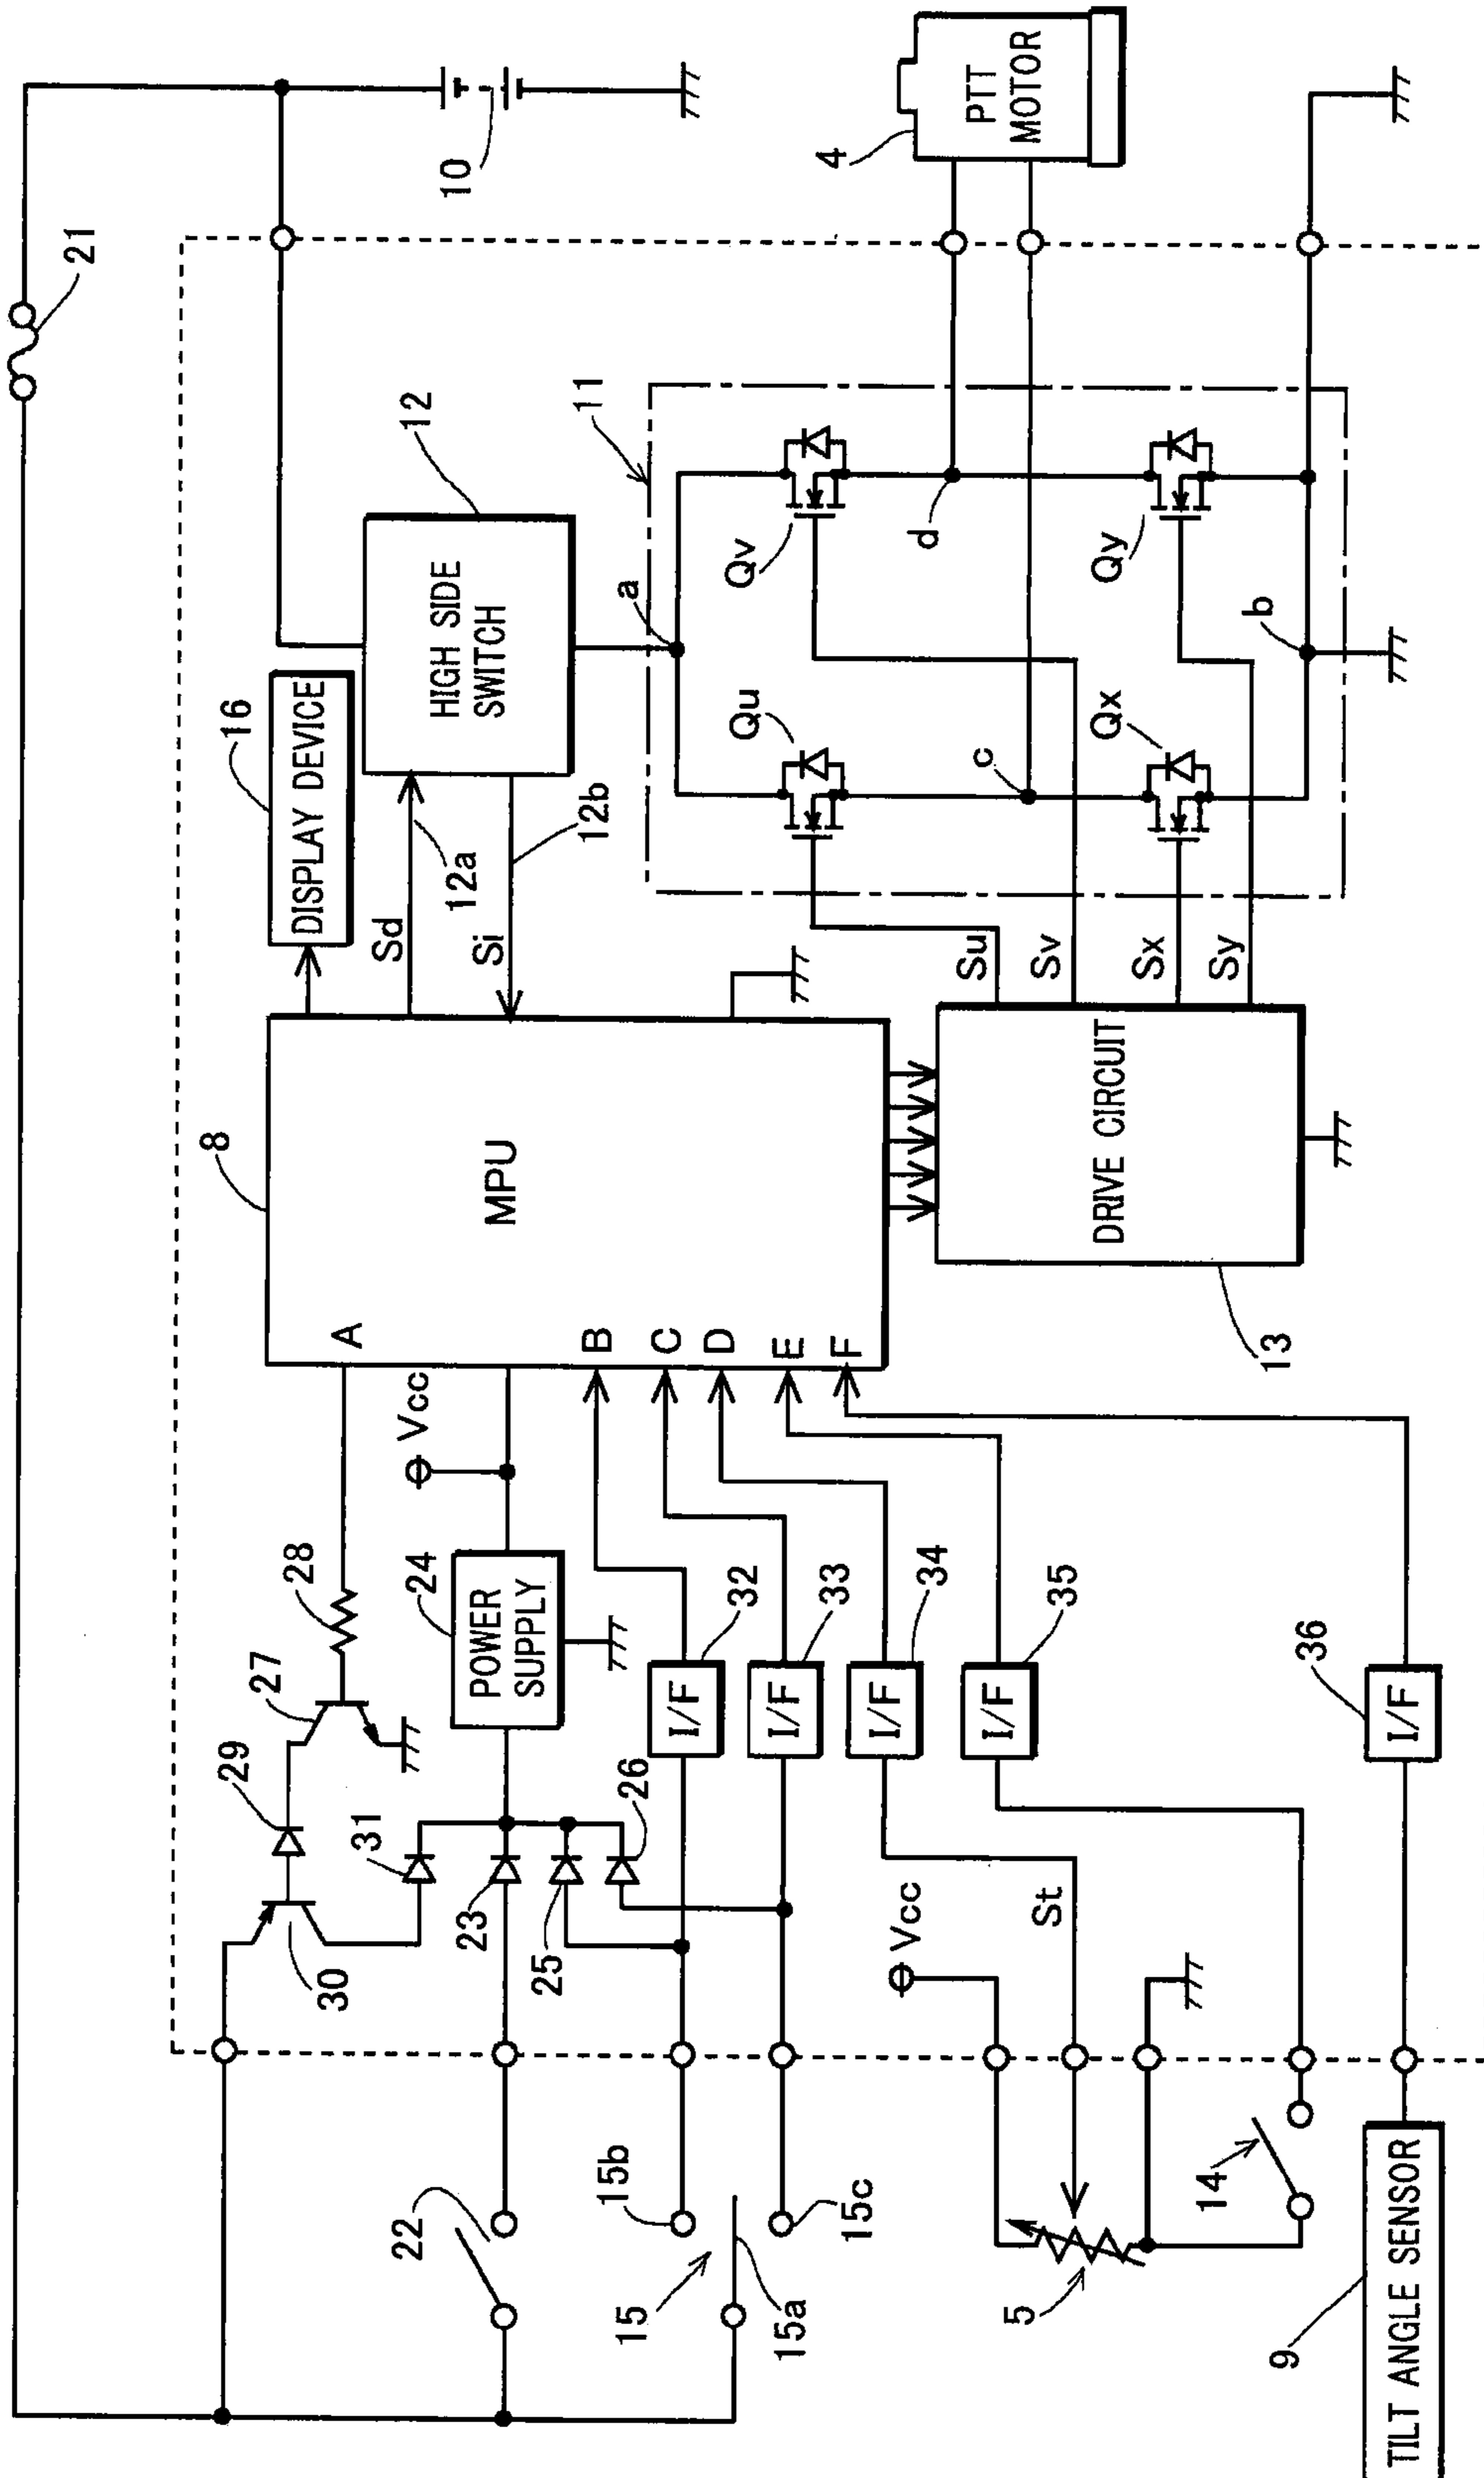 21
10
16
DISPLAY DEVICE
12
HIGH SIDE
SWITCH
Sd
12a
Si
12b
8
MPU
A
B
C
D
E
F
Vcc
28
27
29
30
31
24
POWER
SUPPLY
23
25
26
22
15b
15
15a
15c
I/F
32
I/F
33
I/F
34
I/F
35
I/F
36
Vcc
St
5
14
9
TILT ANGLE SENSOR
13
DRIVE CIRCUIT
Su
Sv
Sx
Sy
11
a
Qu
Qv
c
d
Qx
Qy
b
4
PTT
MOTOR